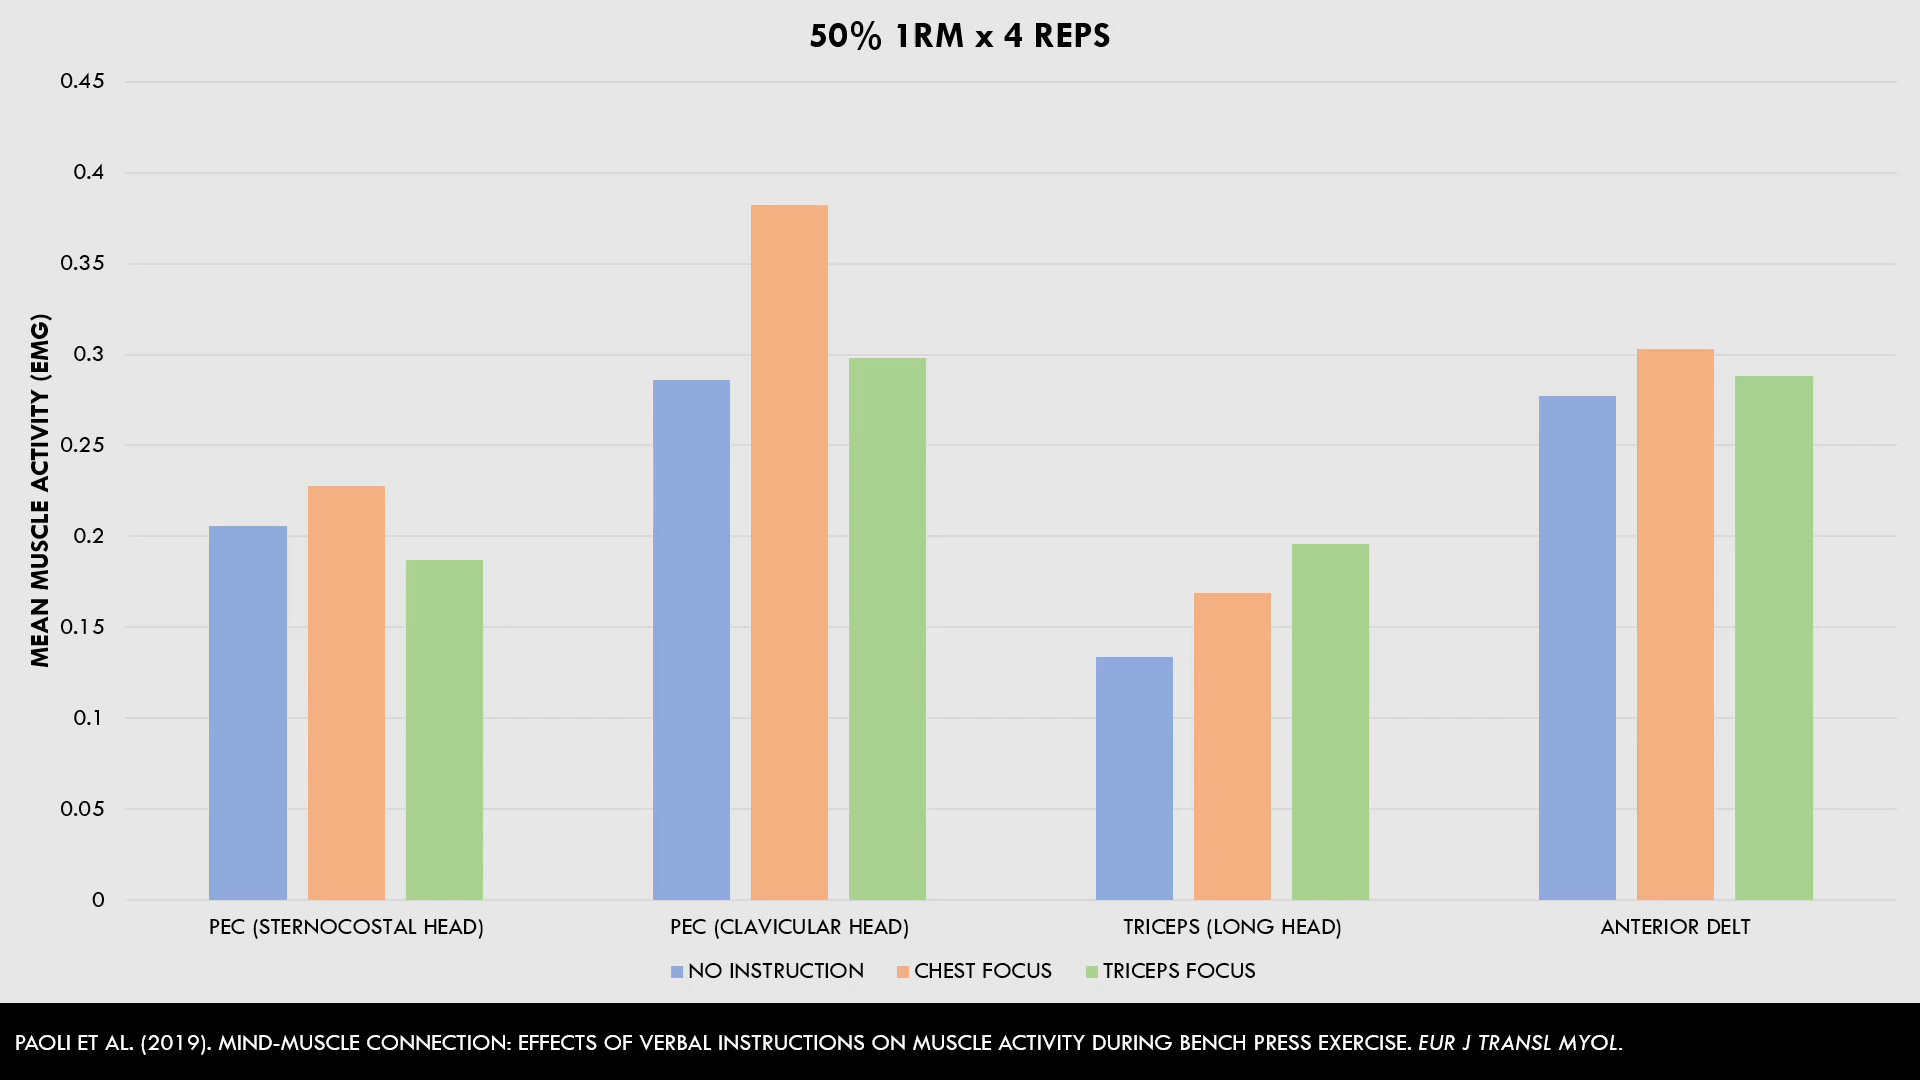 50% 1RM x 4 REPS
MEAN MUSCLE ACTIVITY (EMG)
0.45
0.4
0.35
0.3
0.25
0.2
0.15
0.1
0.05
0
PEC (STERNOCOSTAL HEAD) PEC (CLAVICULAR HEAD) TRICEPS (LONG HEAD) ANTERIOR DELT
NO INSTRUCTION CHEST FOCUS TRICEPS FOCUS
PAOLI ET AL. (2019). MIND-MUSCLE CONNECTION: EFFECTS OF VERBAL INSTRUCTIONS ON MUSCLE ACTIVITY DURING BENCH PRESS EXERCISE. EUR J TRANSL MYOL.